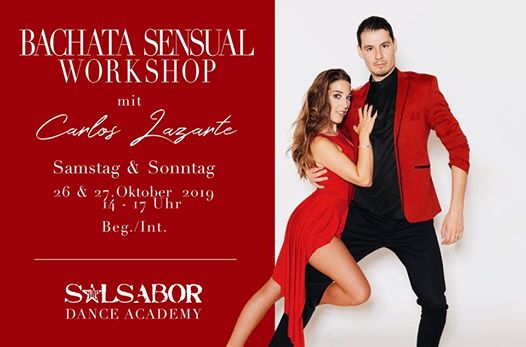 BACHATA SENSUAL
WORKSHOP
mit
Carlos Lazarte
Samstag & Sonntag
26 & 27.Oktober 2019
14 - 17 Uhr
Beg./Int.
SALSABOR
DANCE ACADEMY